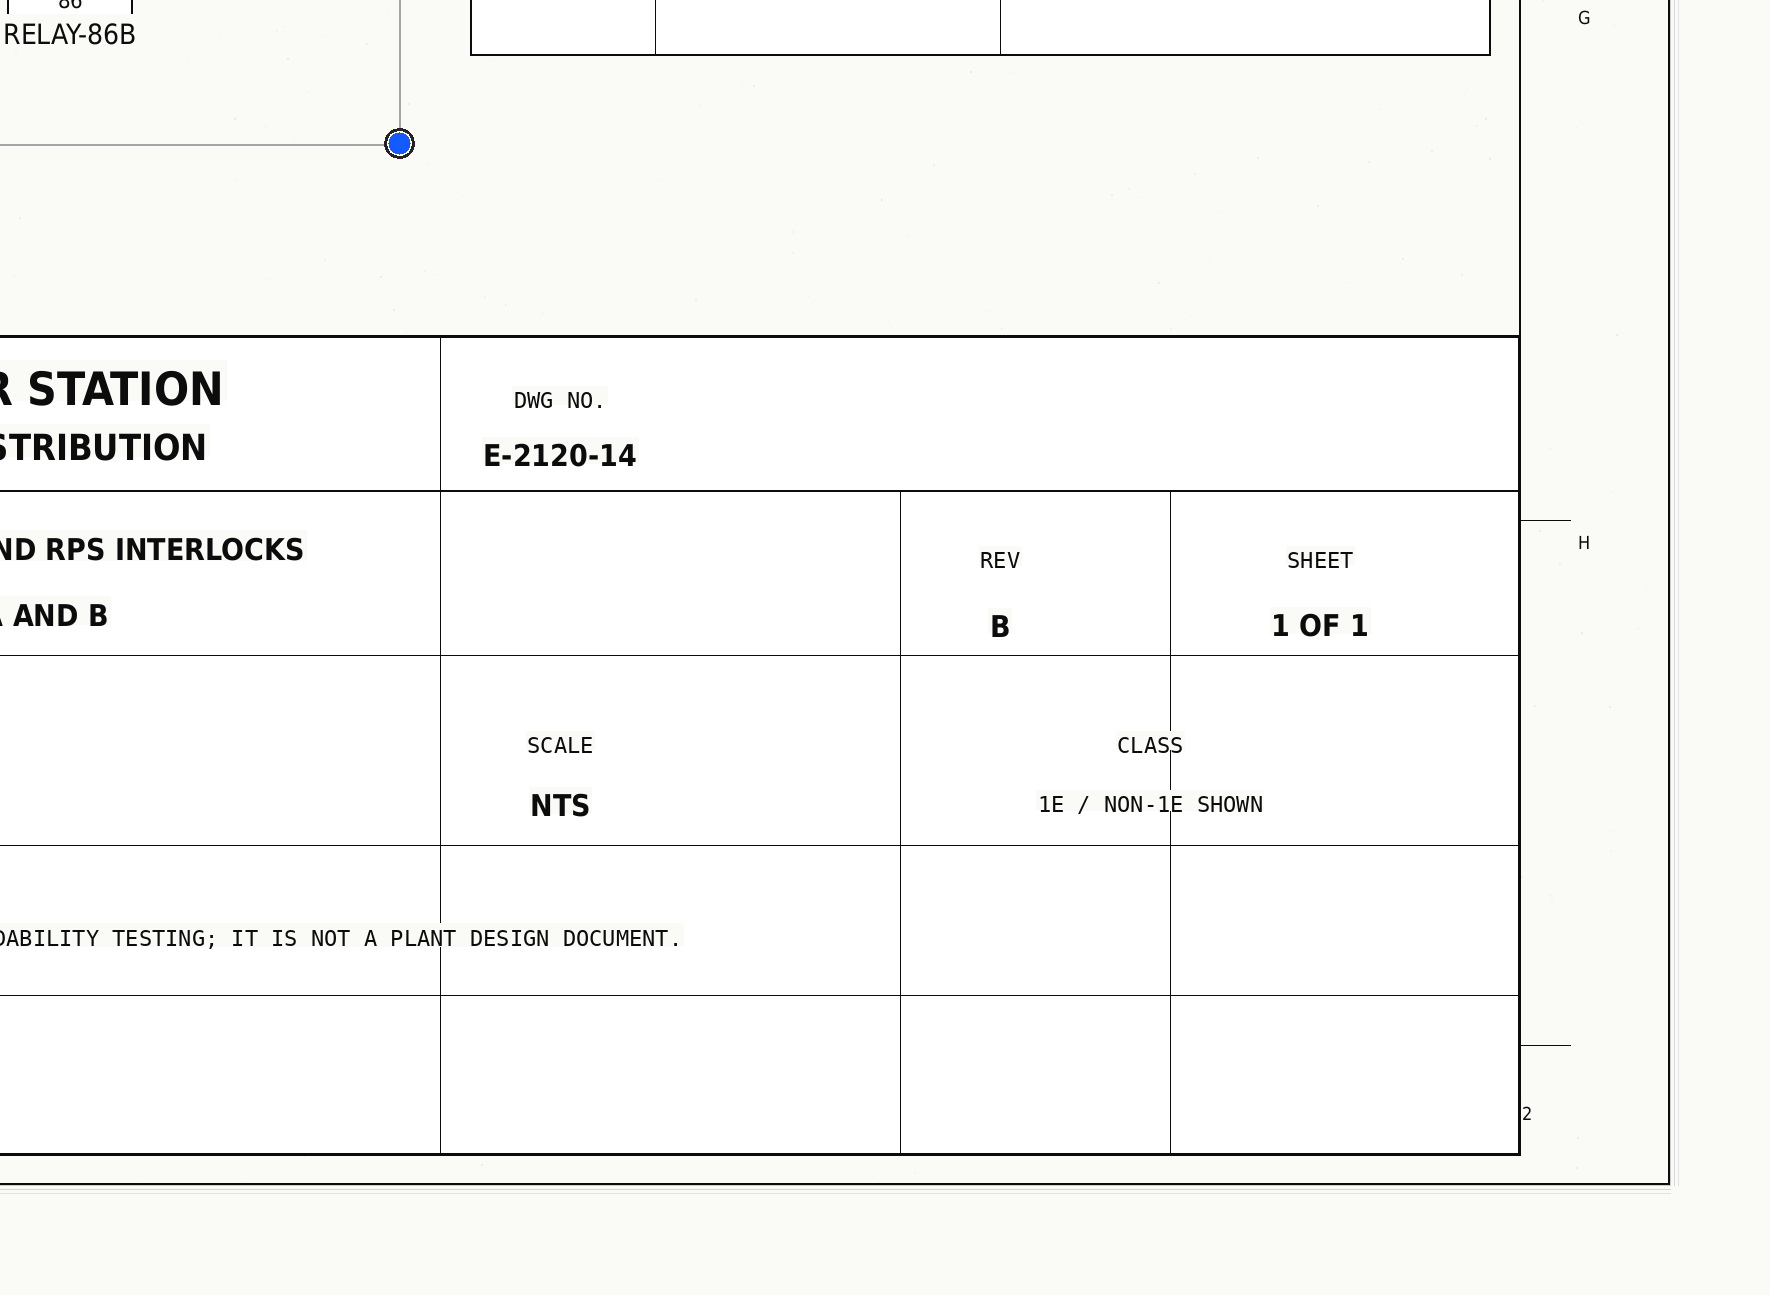 86
RELAY-86B
G
R STATION
STRIBUTION
DWG NO.
E-2120-14
ND RPS INTERLOCKS
A AND B
REV
B
SHEET
1 OF 1
H
SCALE
NTS
CLASS
1E / NON-1E SHOWN
DABILITY TESTING; IT IS NOT A PLANT DESIGN DOCUMENT.
2